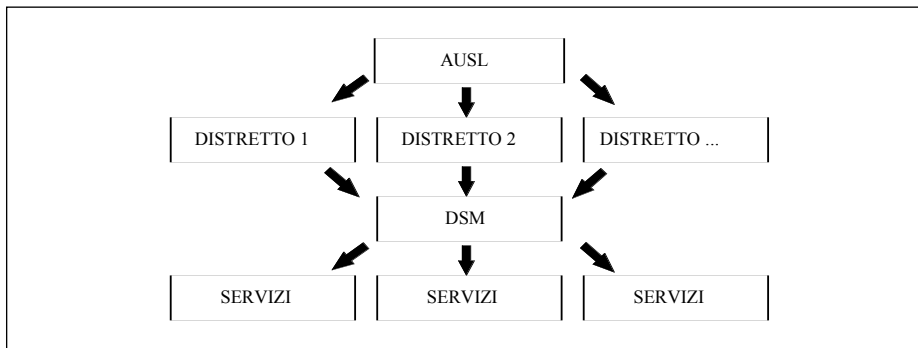 AUSL
DISTRETTO 1 DISTRETTO 2 DISTRETTO ...
DSM
SERVIZI SERVIZI SERVIZI